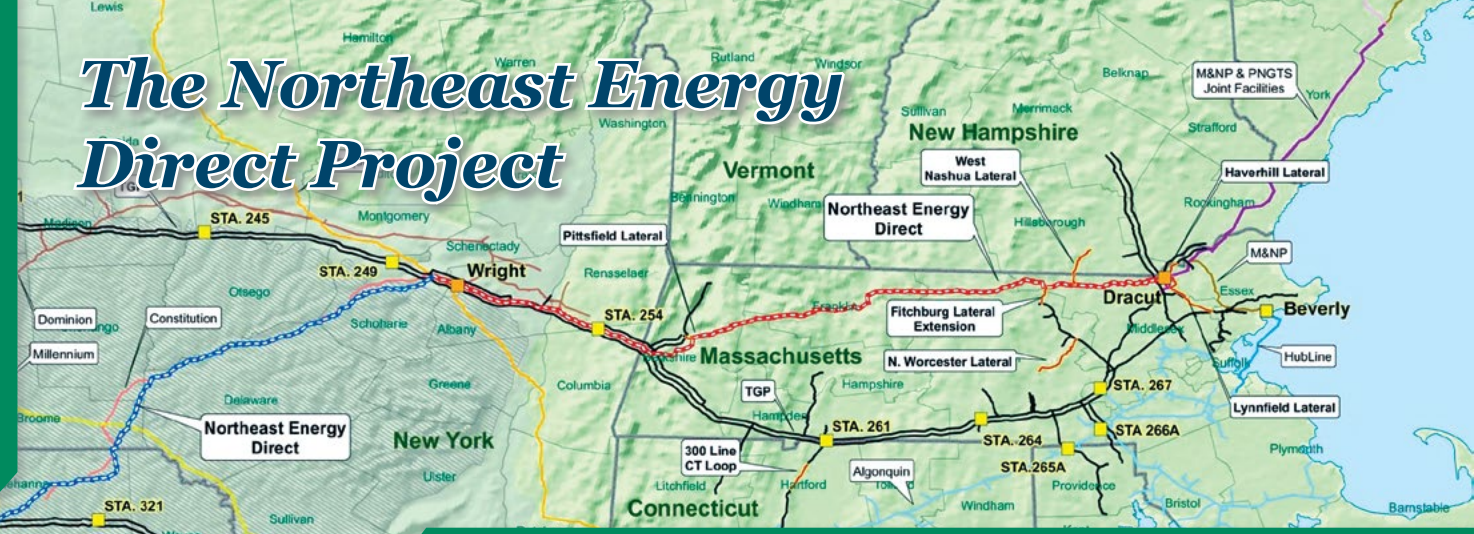 The Northeast Energy
Direct Project
Lewis
Hamilton
Warren
Rutland
Windsor
Washington
Belknap
M&NP & PNGTS
Joint Facilities
York
Sullivan
Merrimack
New Hampshire
Strafford
Vermont
West
Nashua Lateral
Haverhill Lateral
Bennington
Windham
Rockingham
Northeast Energy
Direct
Hillsborough
Madison
STA. 245
Montgomery
Schenectady
Pittsfield Lateral
M&NP
STA. 249
Wright
Rensselaer
Otsego
Essex
Dracut
Beverly
Franklin
Fitchburg Lateral
Extension
Dominion
Constitution
Schoharie
Albany
STA. 254
Middlesex
Millennium
Berkshire
Massachusetts
N. Worcester Lateral
HubLine
Suffolk
Greene
Columbia
TGP
Hampshire
STA. 267
Delaware
Hampden
Lynnfield Lateral
Broome
Northeast Energy
Direct
New York
STA. 261
STA. 264
STA. 266A
300 Line
CT Loop
Algonquin
STA.265A
Plymouth
Ulster
Litchfield
Hartford
Providence
STA. 321
Connecticut
Windham
Bristol
Barnstable
Sullivan